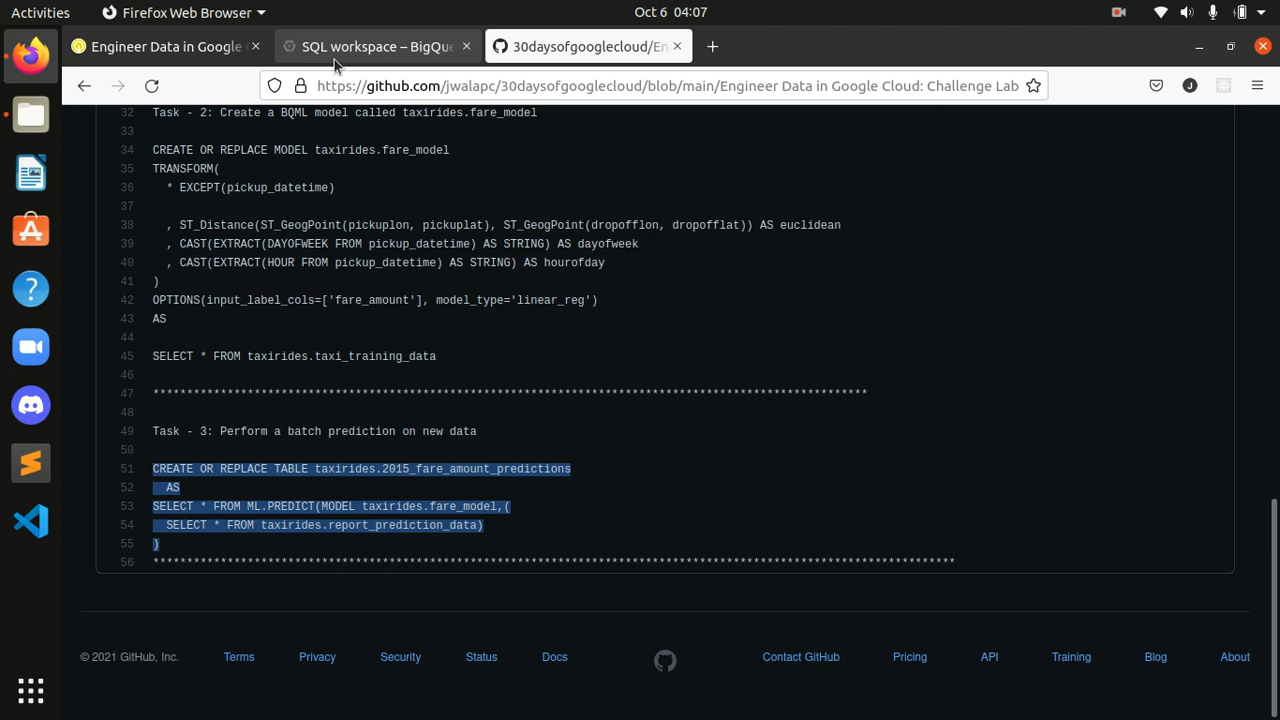 Activities
Firefox Web Browser
Oct 6 04:07
Engineer Data in Google
SQL workspace – BigQue
30daysofgooglecloud/En
https://github.com/jwalapc/30daysofgooglecloud/blob/main/Engineer Data in Google Cloud: Challenge Lab
J
32 Task - 2: Create a BQML model called taxirides.fare_model
33
34 CREATE OR REPLACE MODEL taxirides.fare_model
35 TRANSFORM(
36 * EXCEPT(pickup_datetime)
37
38 , ST_Distance(ST_GeogPoint(pickuplon, pickuplat), ST_GeogPoint(dropofflon, dropofflat)) AS euclidean
39 , CAST(EXTRACT(DAYOFWEEK FROM pickup_datetime) AS STRING) AS dayofweek
40 , CAST(EXTRACT(HOUR FROM pickup_datetime) AS STRING) AS hourofday
41 )
42 OPTIONS(input_label_cols=['fare_amount'], model_type='linear_reg')
43 AS
44
45 SELECT * FROM taxirides.taxi_training_data
46
47 **********************************************************************************************************
48
49 Task - 3: Perform a batch prediction on new data
50
51 CREATE OR REPLACE TABLE taxirides.2015_fare_amount_predictions
52 AS
53 SELECT * FROM ML.PREDICT(MODEL taxirides.fare_model,(
54 SELECT * FROM taxirides.report_prediction_data)
55 )
56 ***********************************************************************************************************************
© 2021 GitHub, Inc. Terms Privacy Security Status Docs Contact GitHub Pricing API Training Blog About